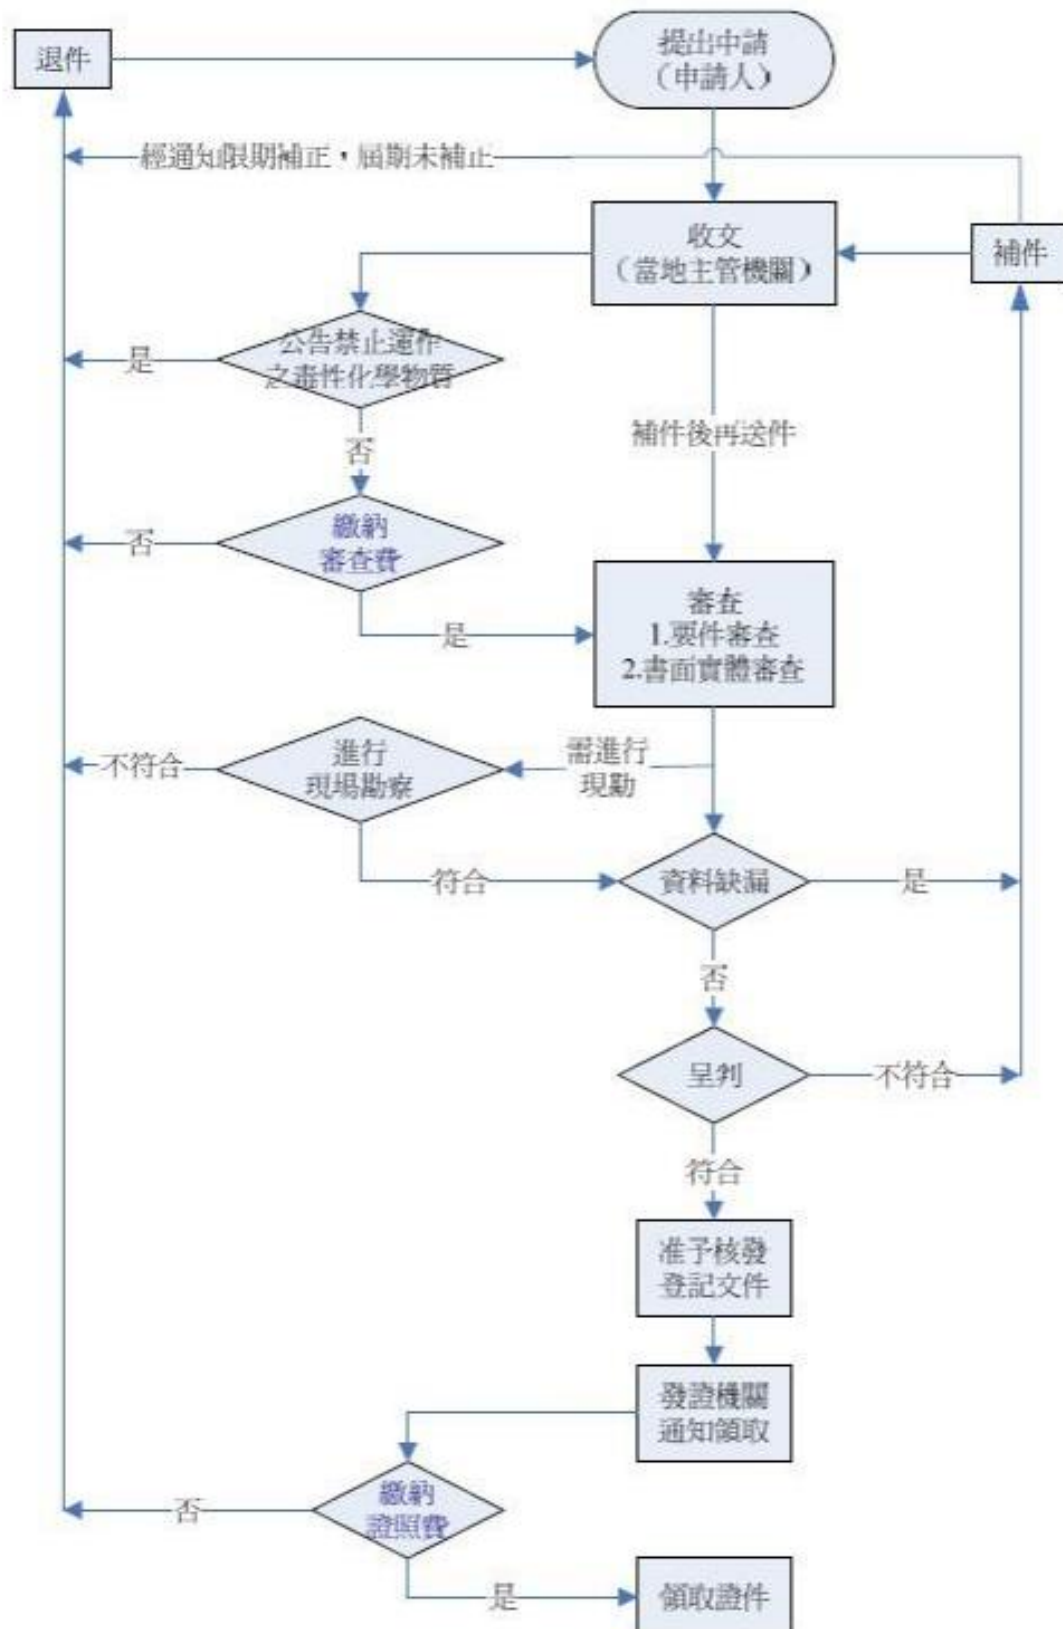 退件
提出申請
（申請人）
經通知限期補正，屆期未補正
收文
（當地主管機關）
補件
公告禁止運作
之毒性化學物質
是
否
補件後再送件
繳納
審查費
否
是
審查
1.要件審查
2.書面實體審查
進行
現場勘察
不符合
需進行
現勘
符合
資料缺漏
是
否
呈判
不符合
符合
准予核發
登記文件
發證機關
通知領取
繳納
證照費
否
是
領取證件